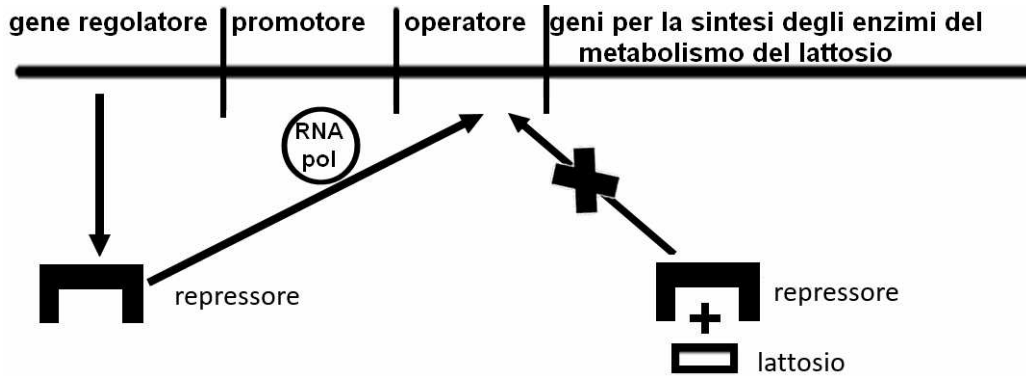 gene regolatore promotore operatore geni per la sintesi degli enzimi del
metabolismo del lattosio
RNA
pol
repressore
repressore
lattosio